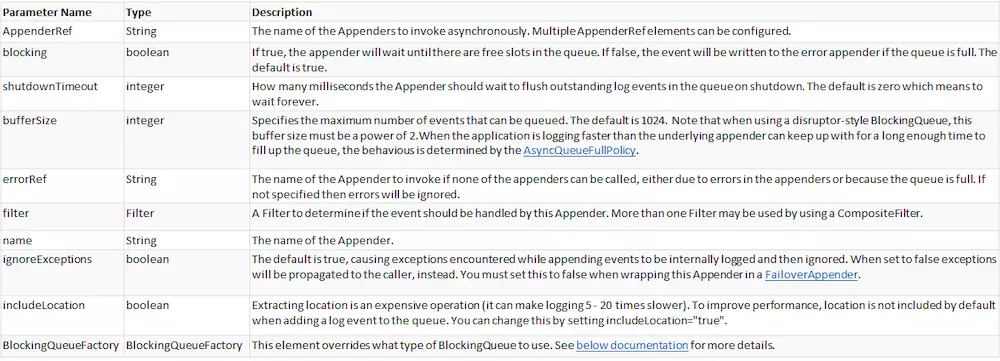 Parameter Name Type Description
AppenderRef String The name of the Appenders to invoke asynchronously. Multiple AppenderRef elements can be configured.
blocking boolean If true, the appender will wait until there are free slots in the queue. If false, the event will be written to the error appender if the queue is full. The
default is true.
shutdownTimeout integer How many milliseconds the Appender should wait to flush outstanding log events in the queue on shutdown. The default is zero which means to
wait forever.
bufferSize integer Specifies the maximum number of events that can be queued. The default is 1024. Note that when using a disruptor-style BlockingQueue, this
buffer size must be a power of 2.When the application is logging faster than the underlying appender can keep up with for a long enough time to
fill up the queue, the behavious is determined by the AsyncQueueFullPolicy.
errorRef String The name of the Appender to invoke if none of the appenders can be called, either due to errors in the appenders or because the queue is full. If
not specified then errors will be ignored.
filter Filter A Filter to determine if the event should be handled by this Appender. More than one Filter may be used by using a CompositeFilter.
name String The name of the Appender.
ignoreExceptions boolean The default is true, causing exceptions encountered while appending events to be internally logged and then ignored. When set to false exceptions
will be propagated to the caller, instead. You must set this to false when wrapping this Appender in a FailoverAppender.
includeLocation boolean Extracting location is an expensive operation (it can make logging 5 - 20 times slower). To improve performance, location is not included by default
when adding a log event to the queue. You can change this by setting includeLocation="true".
BlockingQueueFactory BlockingQueueFactory This element overrides what type of BlockingQueue to use. See below documentation for more details.